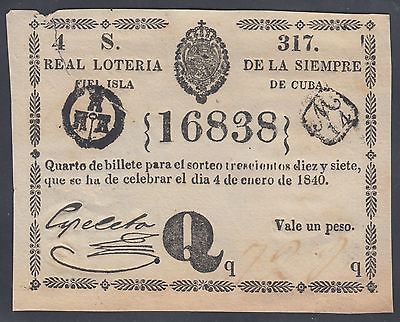 4 S. 317.
REAL LOTERIA DE LA SIEMPRE
FIEL ISLA DE CUBA.
{16838}
Quarto de billete para el sorteo trescientos diez y siete,
que se ha de celebrar el dia 4 de enero de 1840.
Vale un peso.
Q
q q